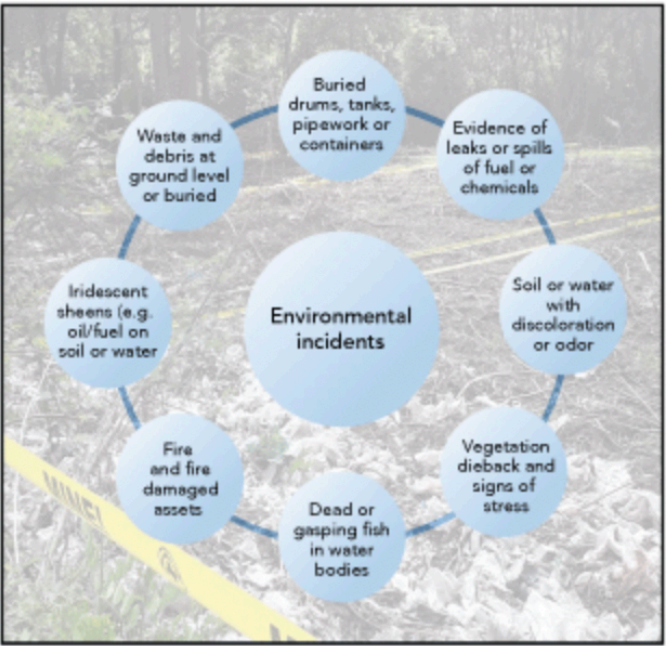 Buried
drums, tanks,
pipework or
containers
Evidence of
leaks or spills
of fuel or
chemicals
Soil or water
with
discoloration
or odor
Vegetation
dieback and
signs of
stress
Dead or
gasping fish
in water
bodies
Fire
and fire
damaged
assets
Iridescent
sheens (e.g.
oil/fuel on
soil or water
Waste and
debris at
ground level
or buried
Environmental
incidents
MINE!